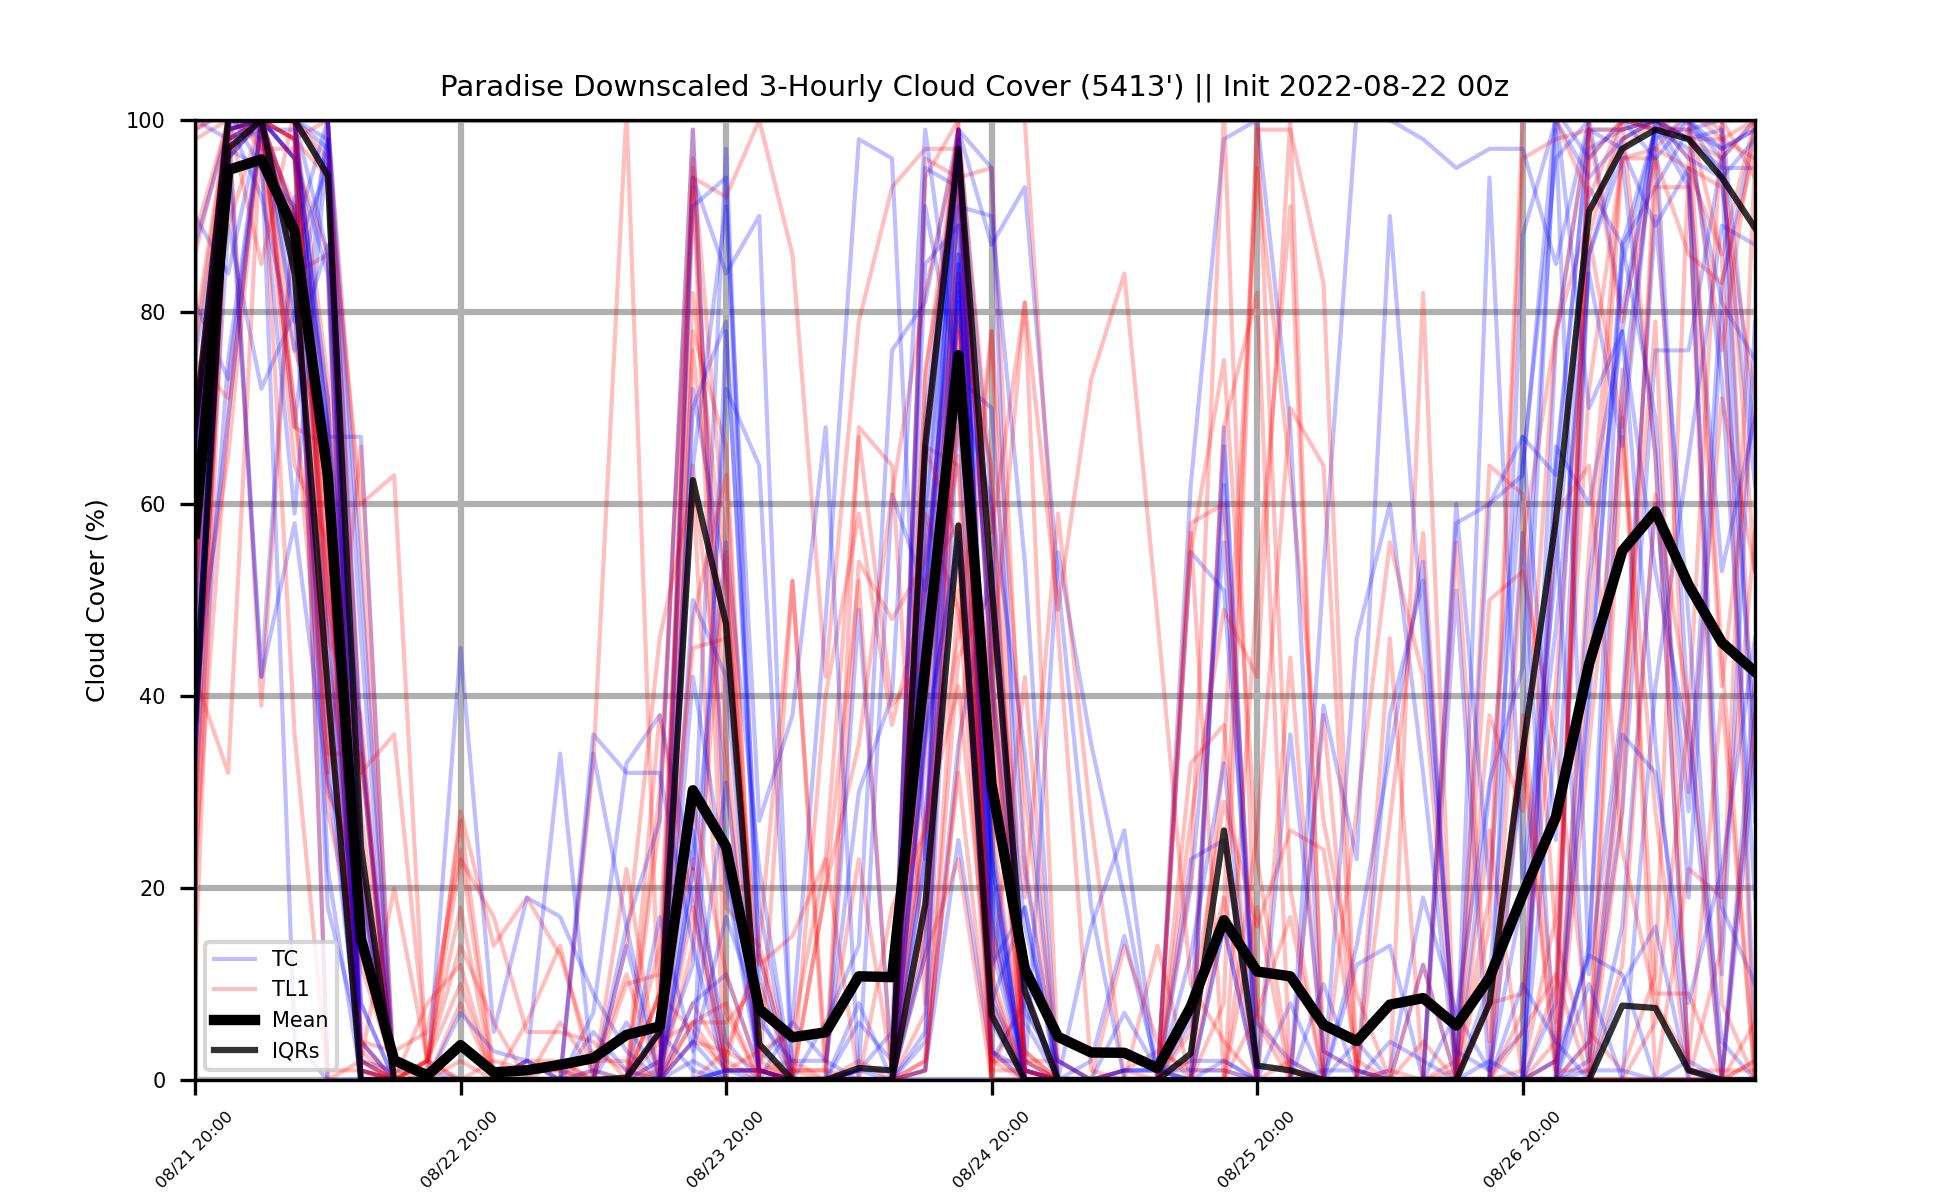 Paradise Downscaled 3-Hourly Cloud Cover (5413') || Init 2022-08-22 00z
Cloud Cover (%)
100
80
60
40
20
0
TC
TL1
Mean
IQRs
08/21 20:00
08/22 20:00
08/23 20:00
08/24 20:00
08/25 20:00
08/26 20:00